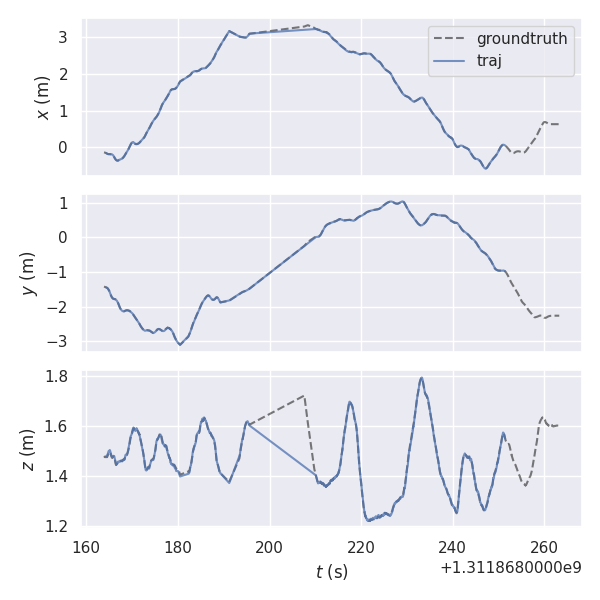 3
2
1
0
x (m)
groundtruth
traj
1
0
−1
−2
−3
y (m)
1.8
1.6
1.4
1.2
z (m)
160 180 200 220 240 260
t (s)
+1.3118680000e9